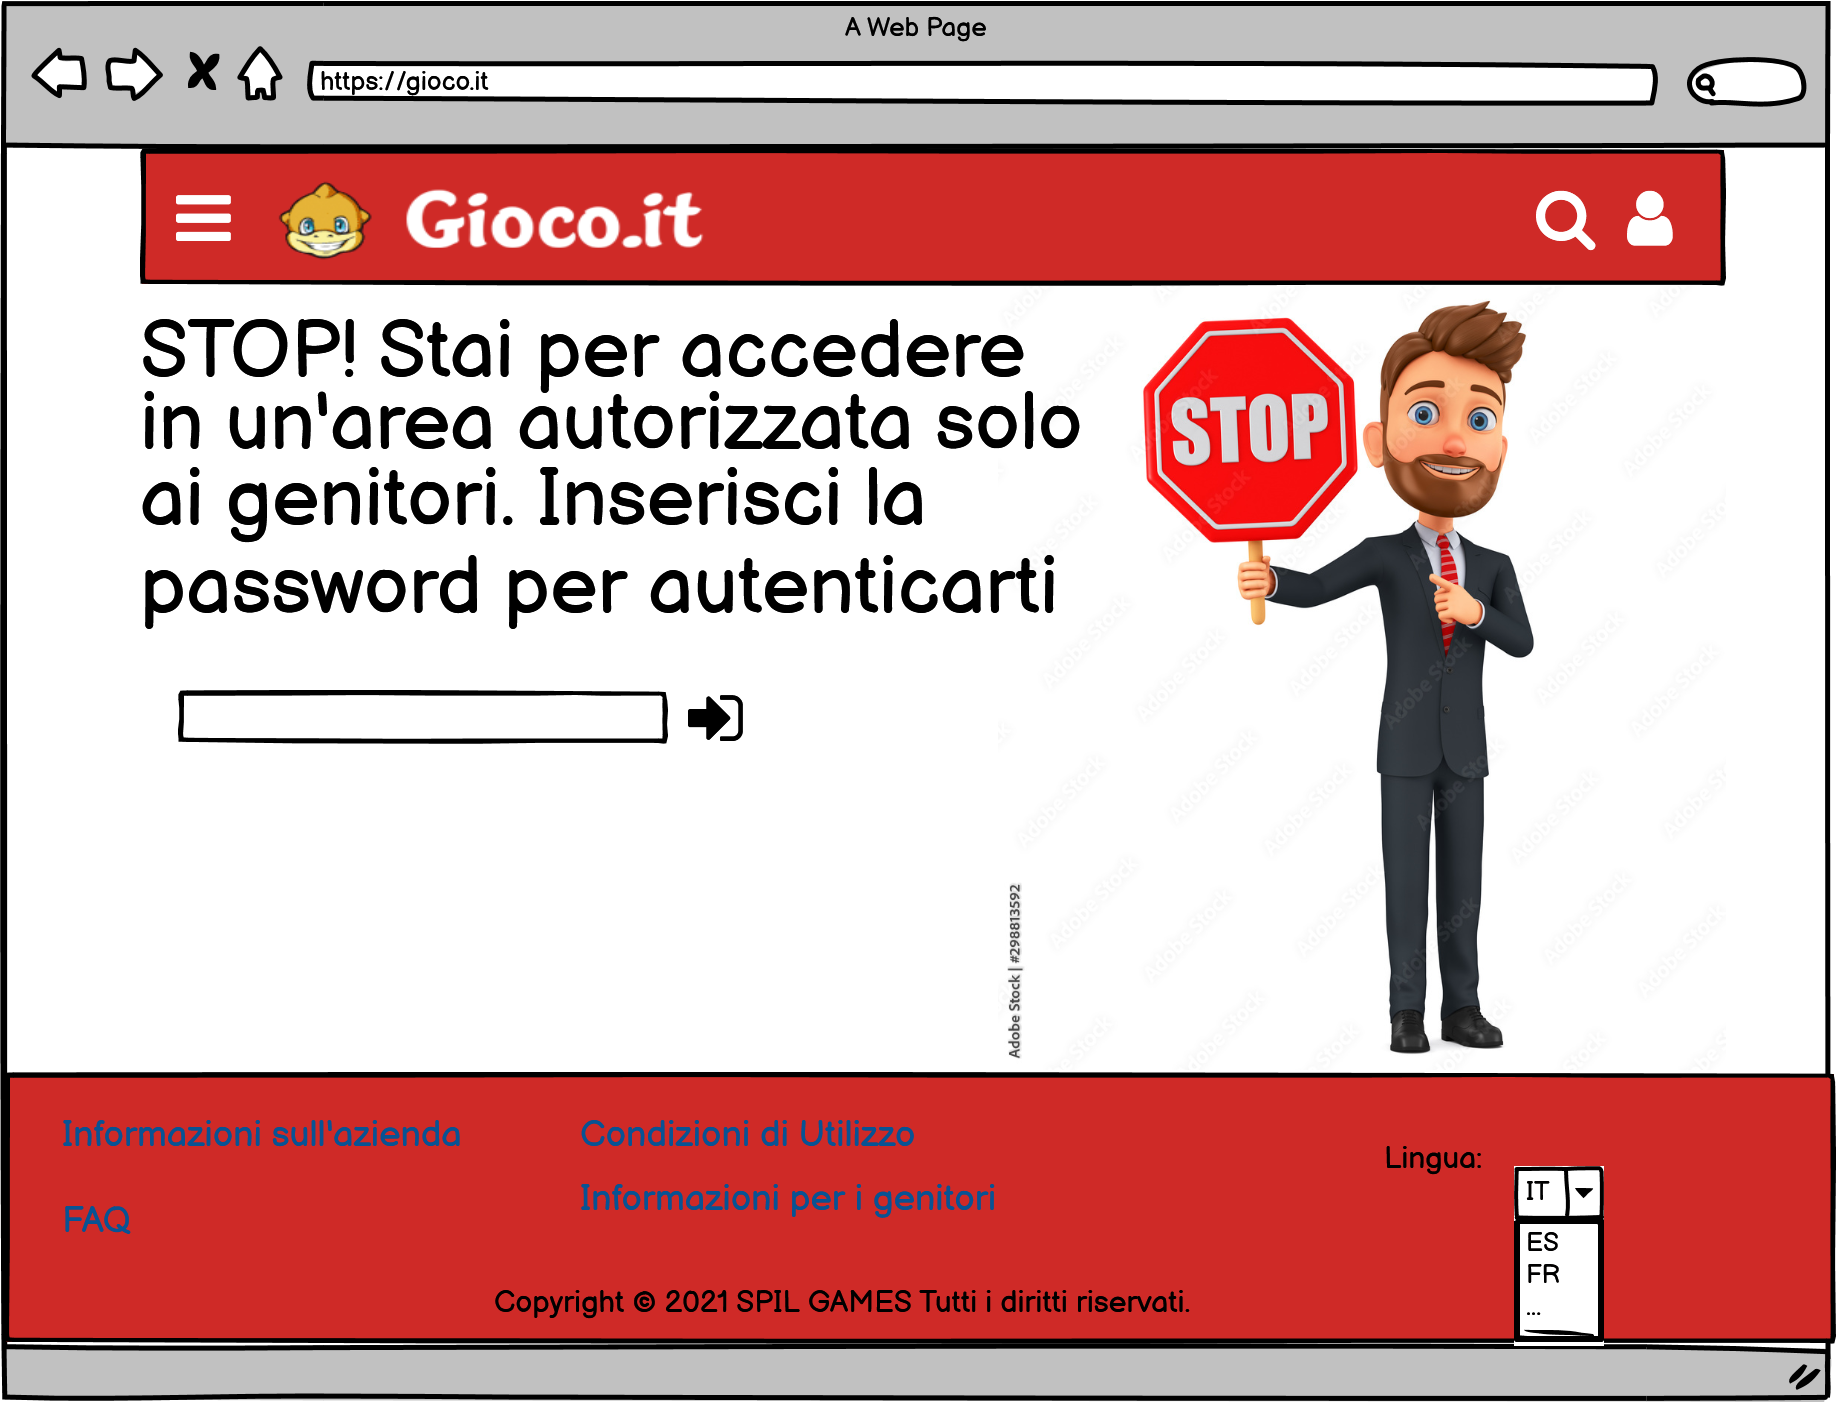 A Web Page
https://gioco.it
Gioco.it
STOP! Stai per accedere
in un'area autorizzata solo
ai genitori. Inserisci la
password per autenticarti
STOP
Adobe Stock | #298813592
Informazioni sull'azienda
Condizioni di Utilizzo
Lingua:
Informazioni per i genitori
IT
FAQ
ES
FR
...
Copyright © 2021 SPIL GAMES Tutti i diritti riservati.